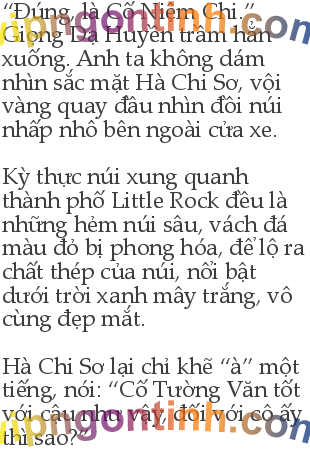 “Đúng, là Cố Niệm Chi.”
Giọng Dạ Huyền trầm hẳn
xuống. Anh ta không dám
nhìn sắc mặt Hà Chi Sơ, vội
vàng quay đầu nhìn đồi núi
nhấp nhô bên ngoài cửa xe.
Kỳ thực núi xung quanh
thành phố Little Rock đều là
những hẻm núi sâu, vách đá
màu đỏ bị phong hóa, để lộ ra
chất thép của núi, nổi bật
dưới trời xanh mây trắng, vô
cùng đẹp mắt.
Hà Chi Sơ lại chỉ khẽ “à” một
tiếng, nói: “Cố Tường Văn tốt
với cậu như vậy, đối với cô ấy
thì sao?”
vipngontinh.com
vipngontinh.com